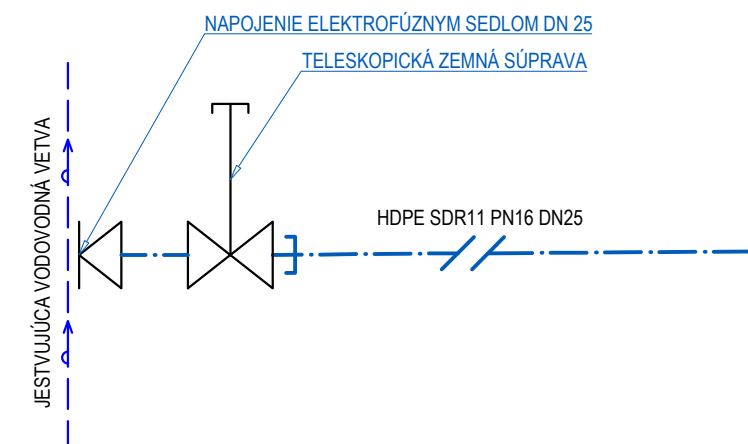 NAPOJENIE ELEKTROFÚZNYM SEDLOM DN 25
TELESKOPICKÁ ZEMNÁ SÚPRAVA
HDPE SDR11 PN16 DN25
JESTVUJÚCA VODOVODNÁ VETVA